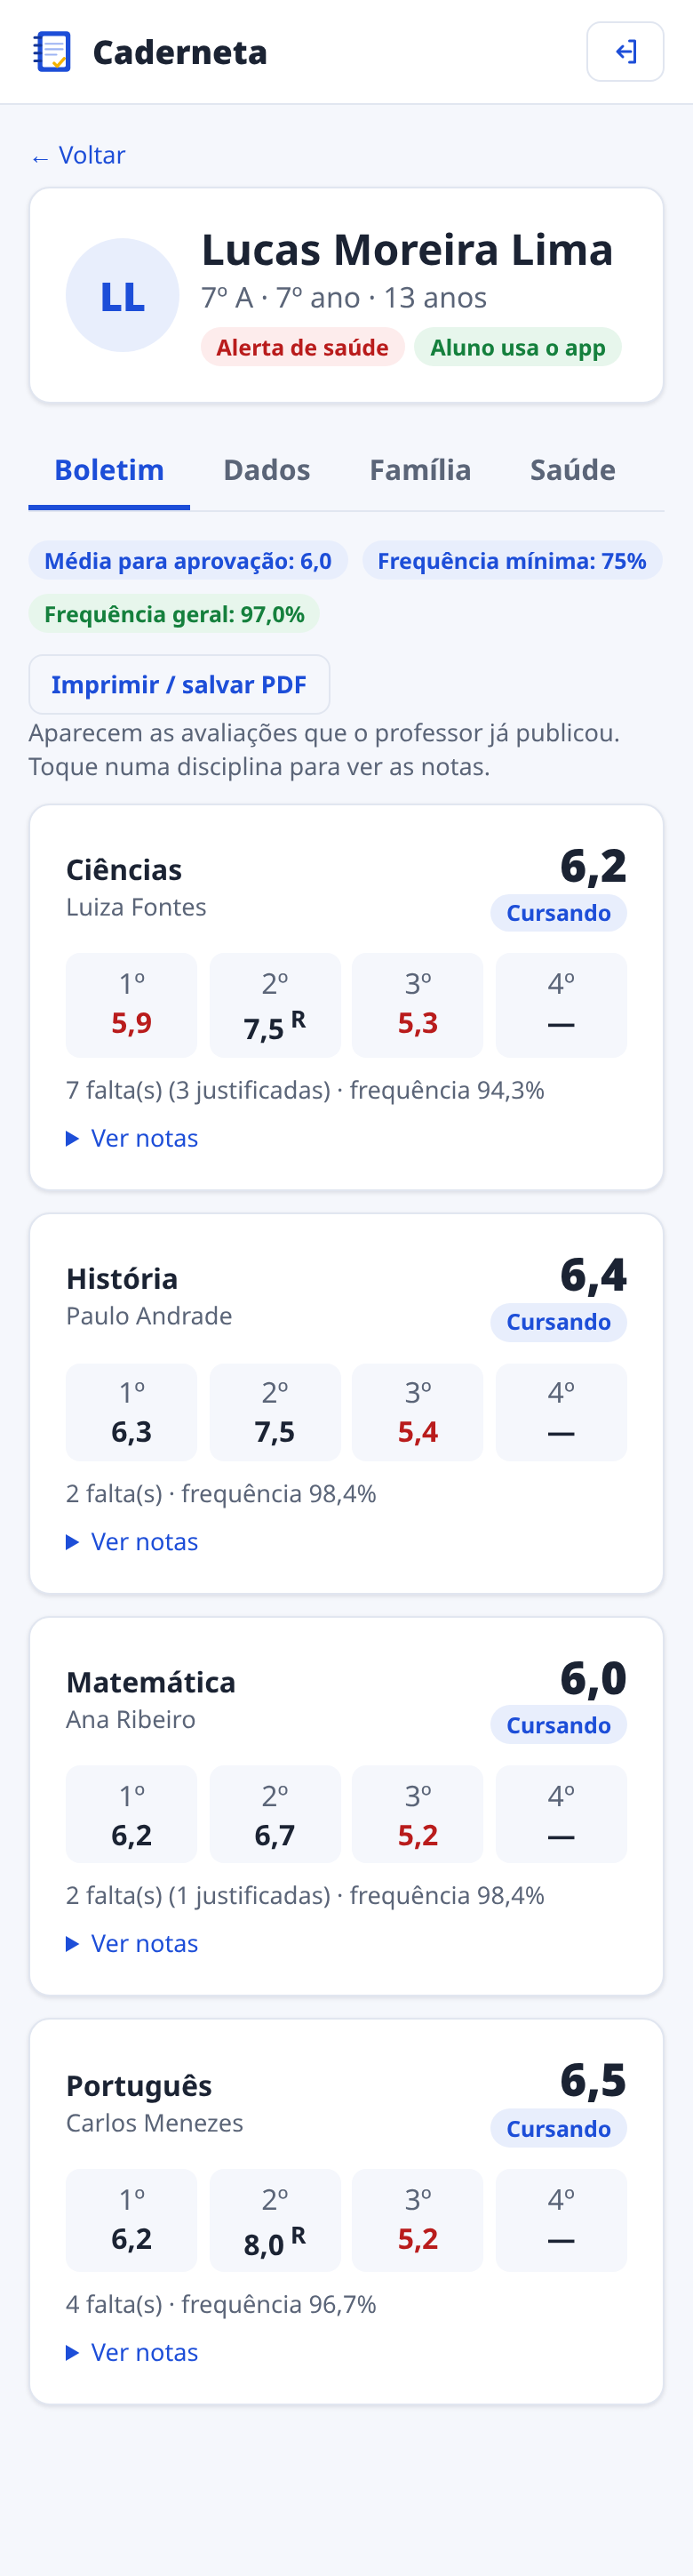 Caderneta
← Voltar
LL
Lucas Moreira Lima
7º A · 7º ano · 13 anos
Alerta de saúde Aluno usa o app
Boletim Dados Família Saúde
Média para aprovação: 6,0 Frequência mínima: 75%
Frequência geral: 97,0%
Imprimir / salvar PDF
Aparecem as avaliações que o professor já publicou.
Toque numa disciplina para ver as notas.
Ciências 6,2
Luiza Fontes Cursando
1º 2º 3º 4º
5,9 7,5 R 5,3 —
7 falta(s) (3 justificadas) · frequência 94,3%
▶ Ver notas
História 6,4
Paulo Andrade Cursando
1º 2º 3º 4º
6,3 7,5 5,4 —
2 falta(s) · frequência 98,4%
▶ Ver notas
Matemática 6,0
Ana Ribeiro Cursando
1º 2º 3º 4º
6,2 6,7 5,2 —
2 falta(s) (1 justificadas) · frequência 98,4%
▶ Ver notas
Português 6,5
Carlos Menezes Cursando
1º 2º 3º 4º
6,2 8,0 R 5,2 —
4 falta(s) · frequência 96,7%
▶ Ver notas